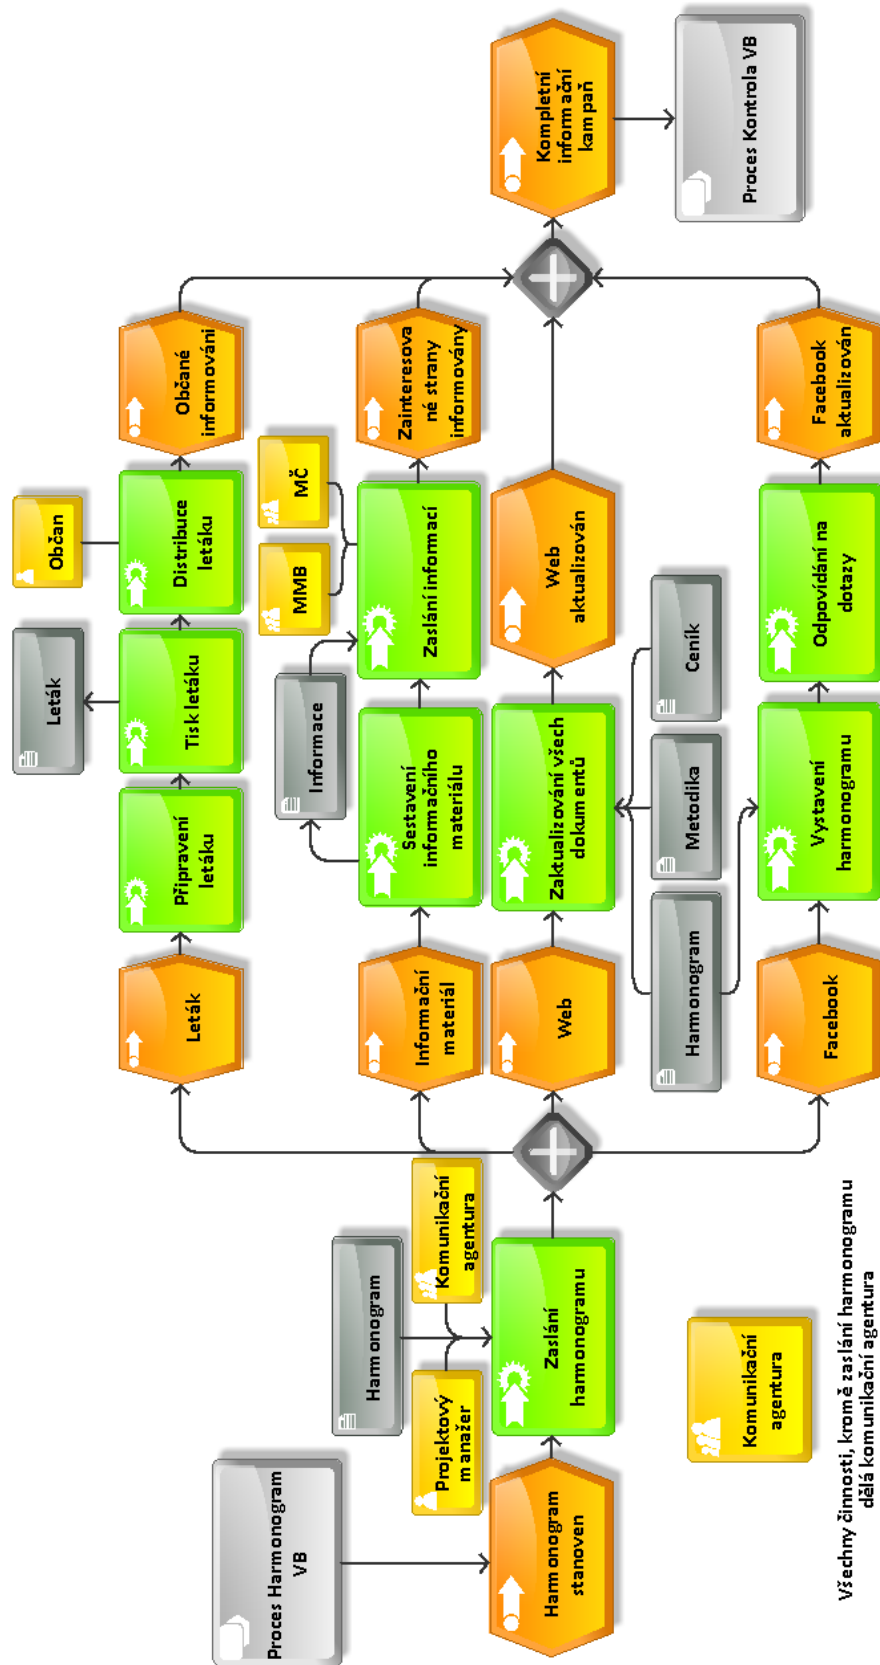 Proces Harmonogram
VB
Harmonogram
stanoven
Harmonogram
Projektový
manažer
Komunikační
agentura
Zaslání
harmonogramu
Leták
Připravení
letáku
Tisk letáku
Leták
Distribuce
letáku
Občan
Občané
informováni
Informační
materiál
Sestavení
informačního
materiálu
Informace
Zaslání informací
MMB
MČ
Zainteresova
né strany
informovány
Web
Zaktualizování všech
dokumentů
Web
aktualizován
Harmonogram
Metodika
Ceník
Facebook
Vystavení
harmonogramu
Odpovídání na
dotazy
Facebook
aktualizován
Kompletní
informační
kampaň
Proces Kontrola VB
Komunikační
agentura
Všechny činnosti, kromě zaslání harmonogramu
dělá komunikační agentura